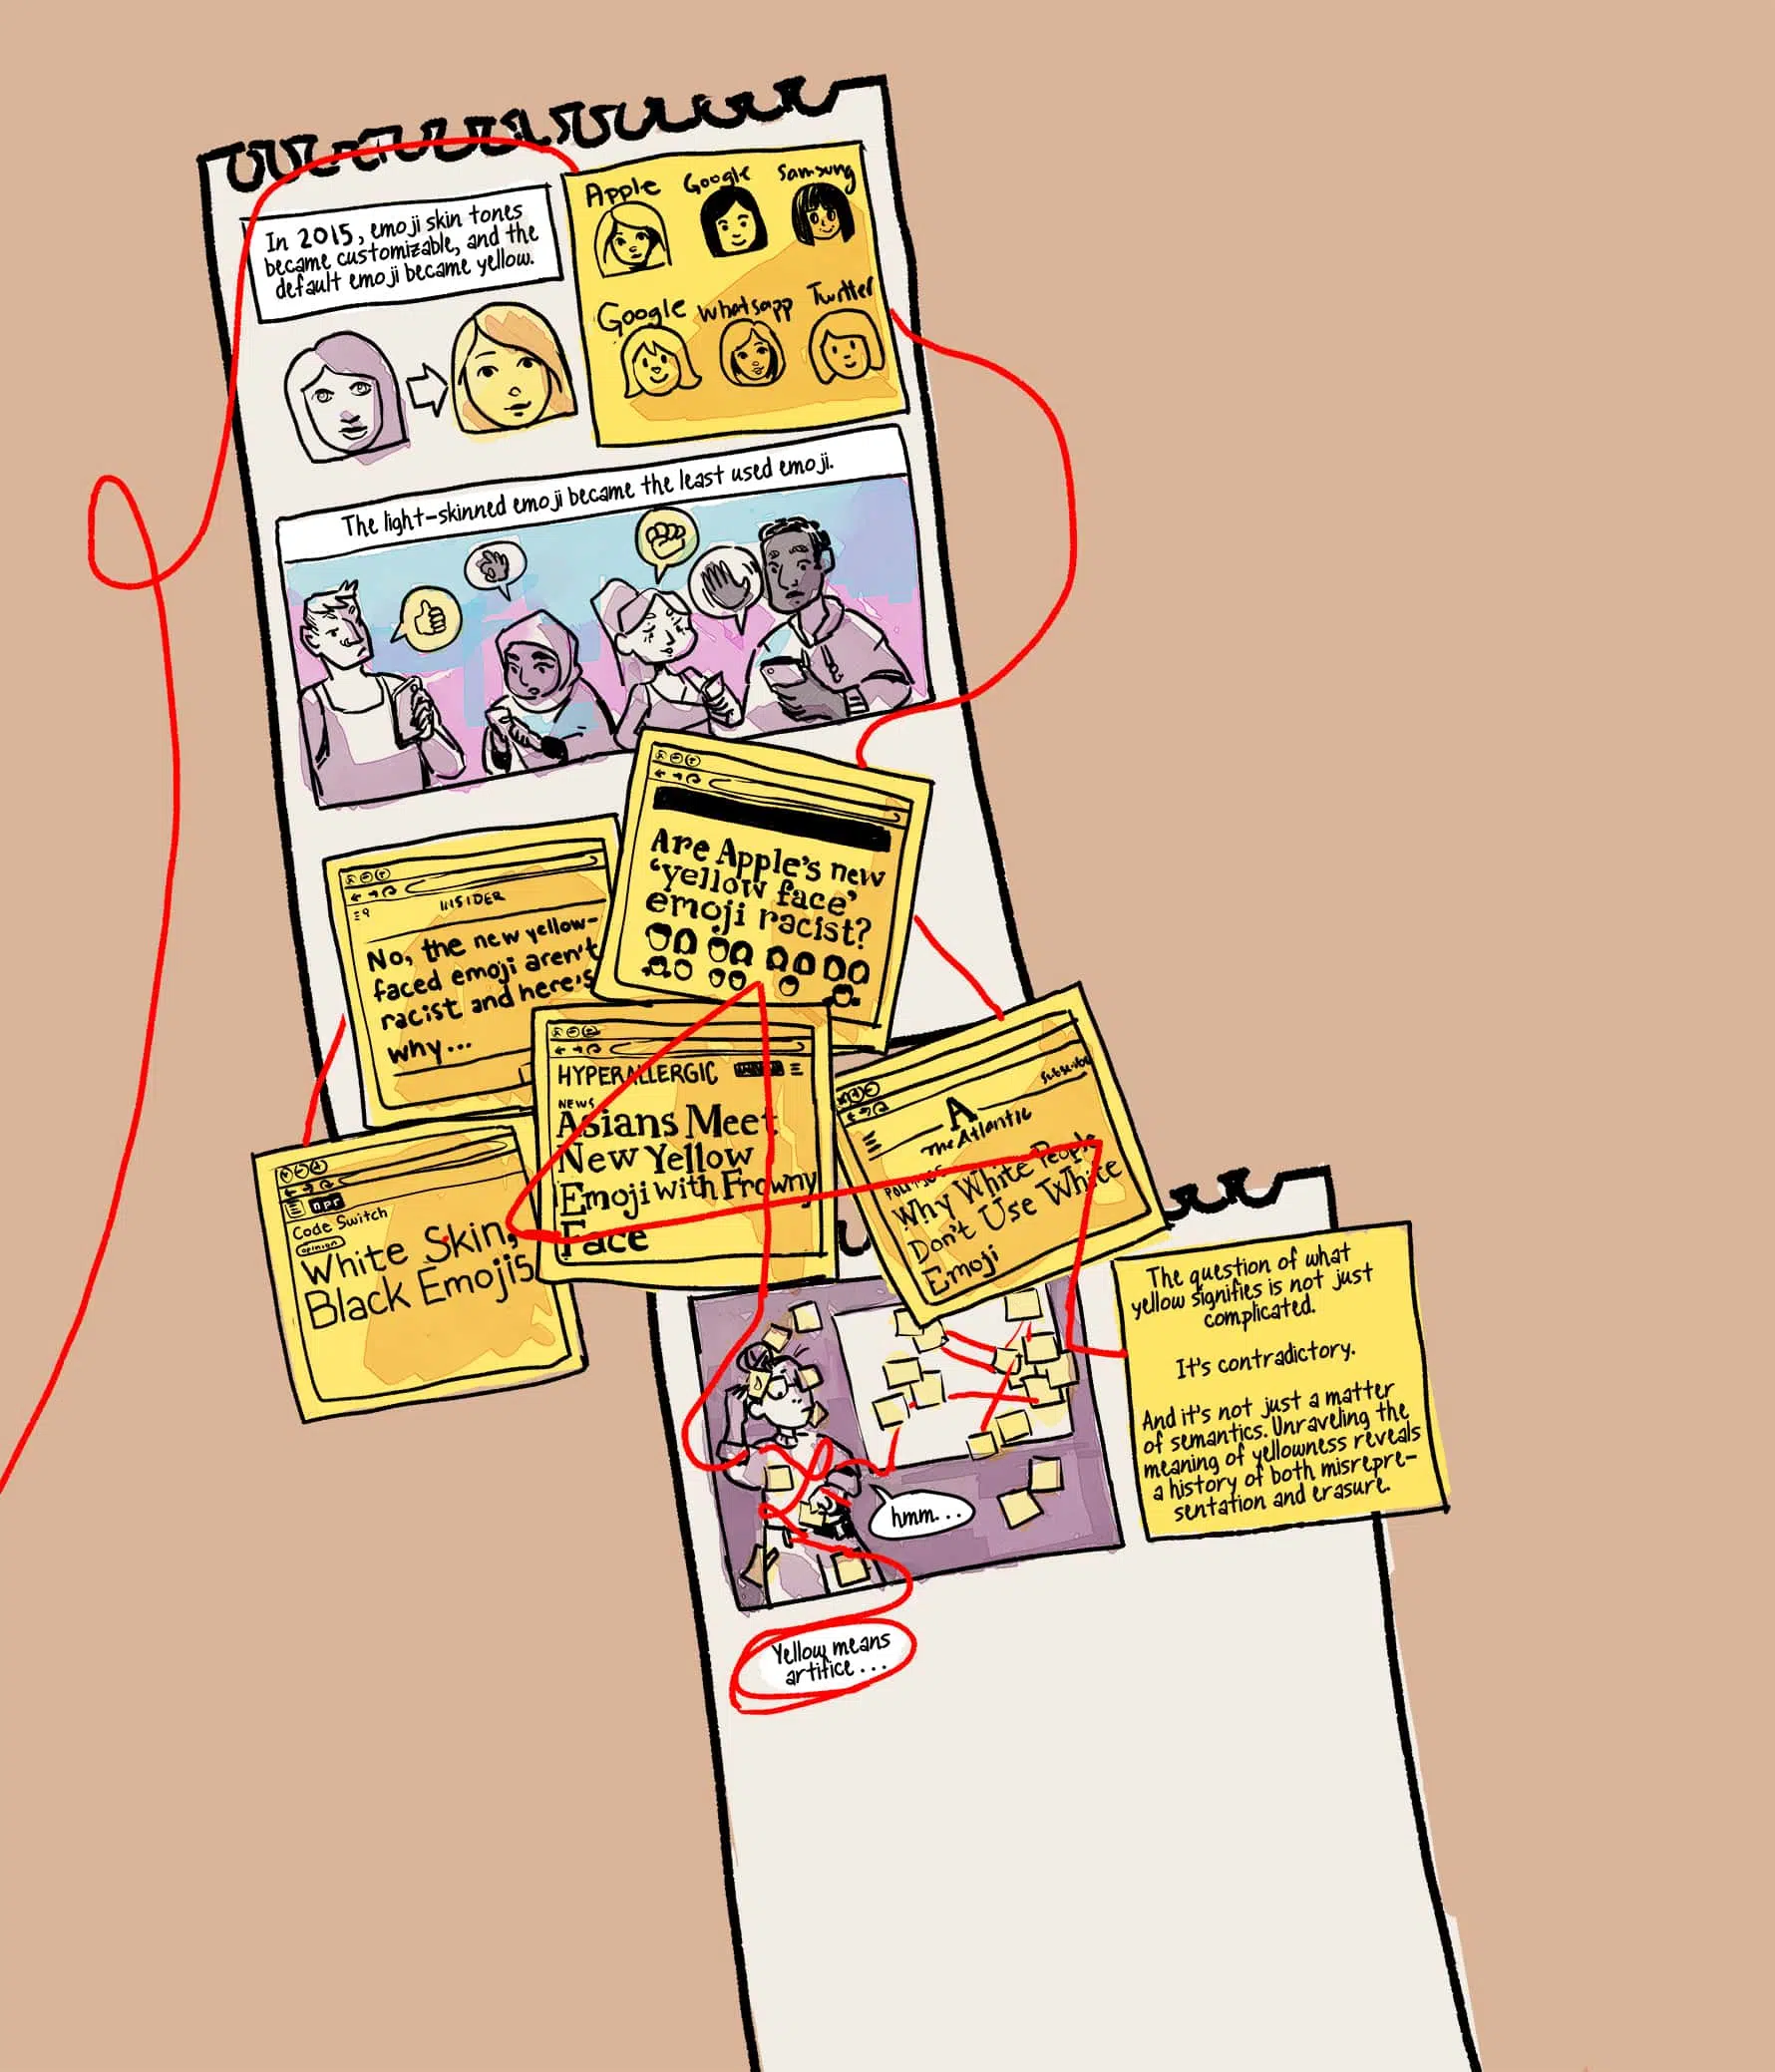 In 2015, emoji skin tones
became customizable, and the
default emoji became yellow.
Apple Google Samsung
Google Whatsapp Twitter
The light-skinned emoji became the least used emoji.
Are Apple's new
'yellow face'
emoji racist?
INSIDER
No, the new yellow-
faced emoji aren't
racist and here's
why...
HYPERALLERGIC
NEWS
Asians Meet
New Yellow
Emoji with Frowny
Face
Subscribe
A
The Atlantic
POLITICS
Why White People
Don't Use White
Emoji
npr
Code Switch
opinion
White Skin,
Black Emojis
The question of what
yellow signifies is not just
complicated.
It's contradictory.
And it's not just a matter
of semantics. Unraveling the
meaning of yellowness reveals
a history of both misrepre-
sentation and erasure.
hmm...
Yellow means
artifice...